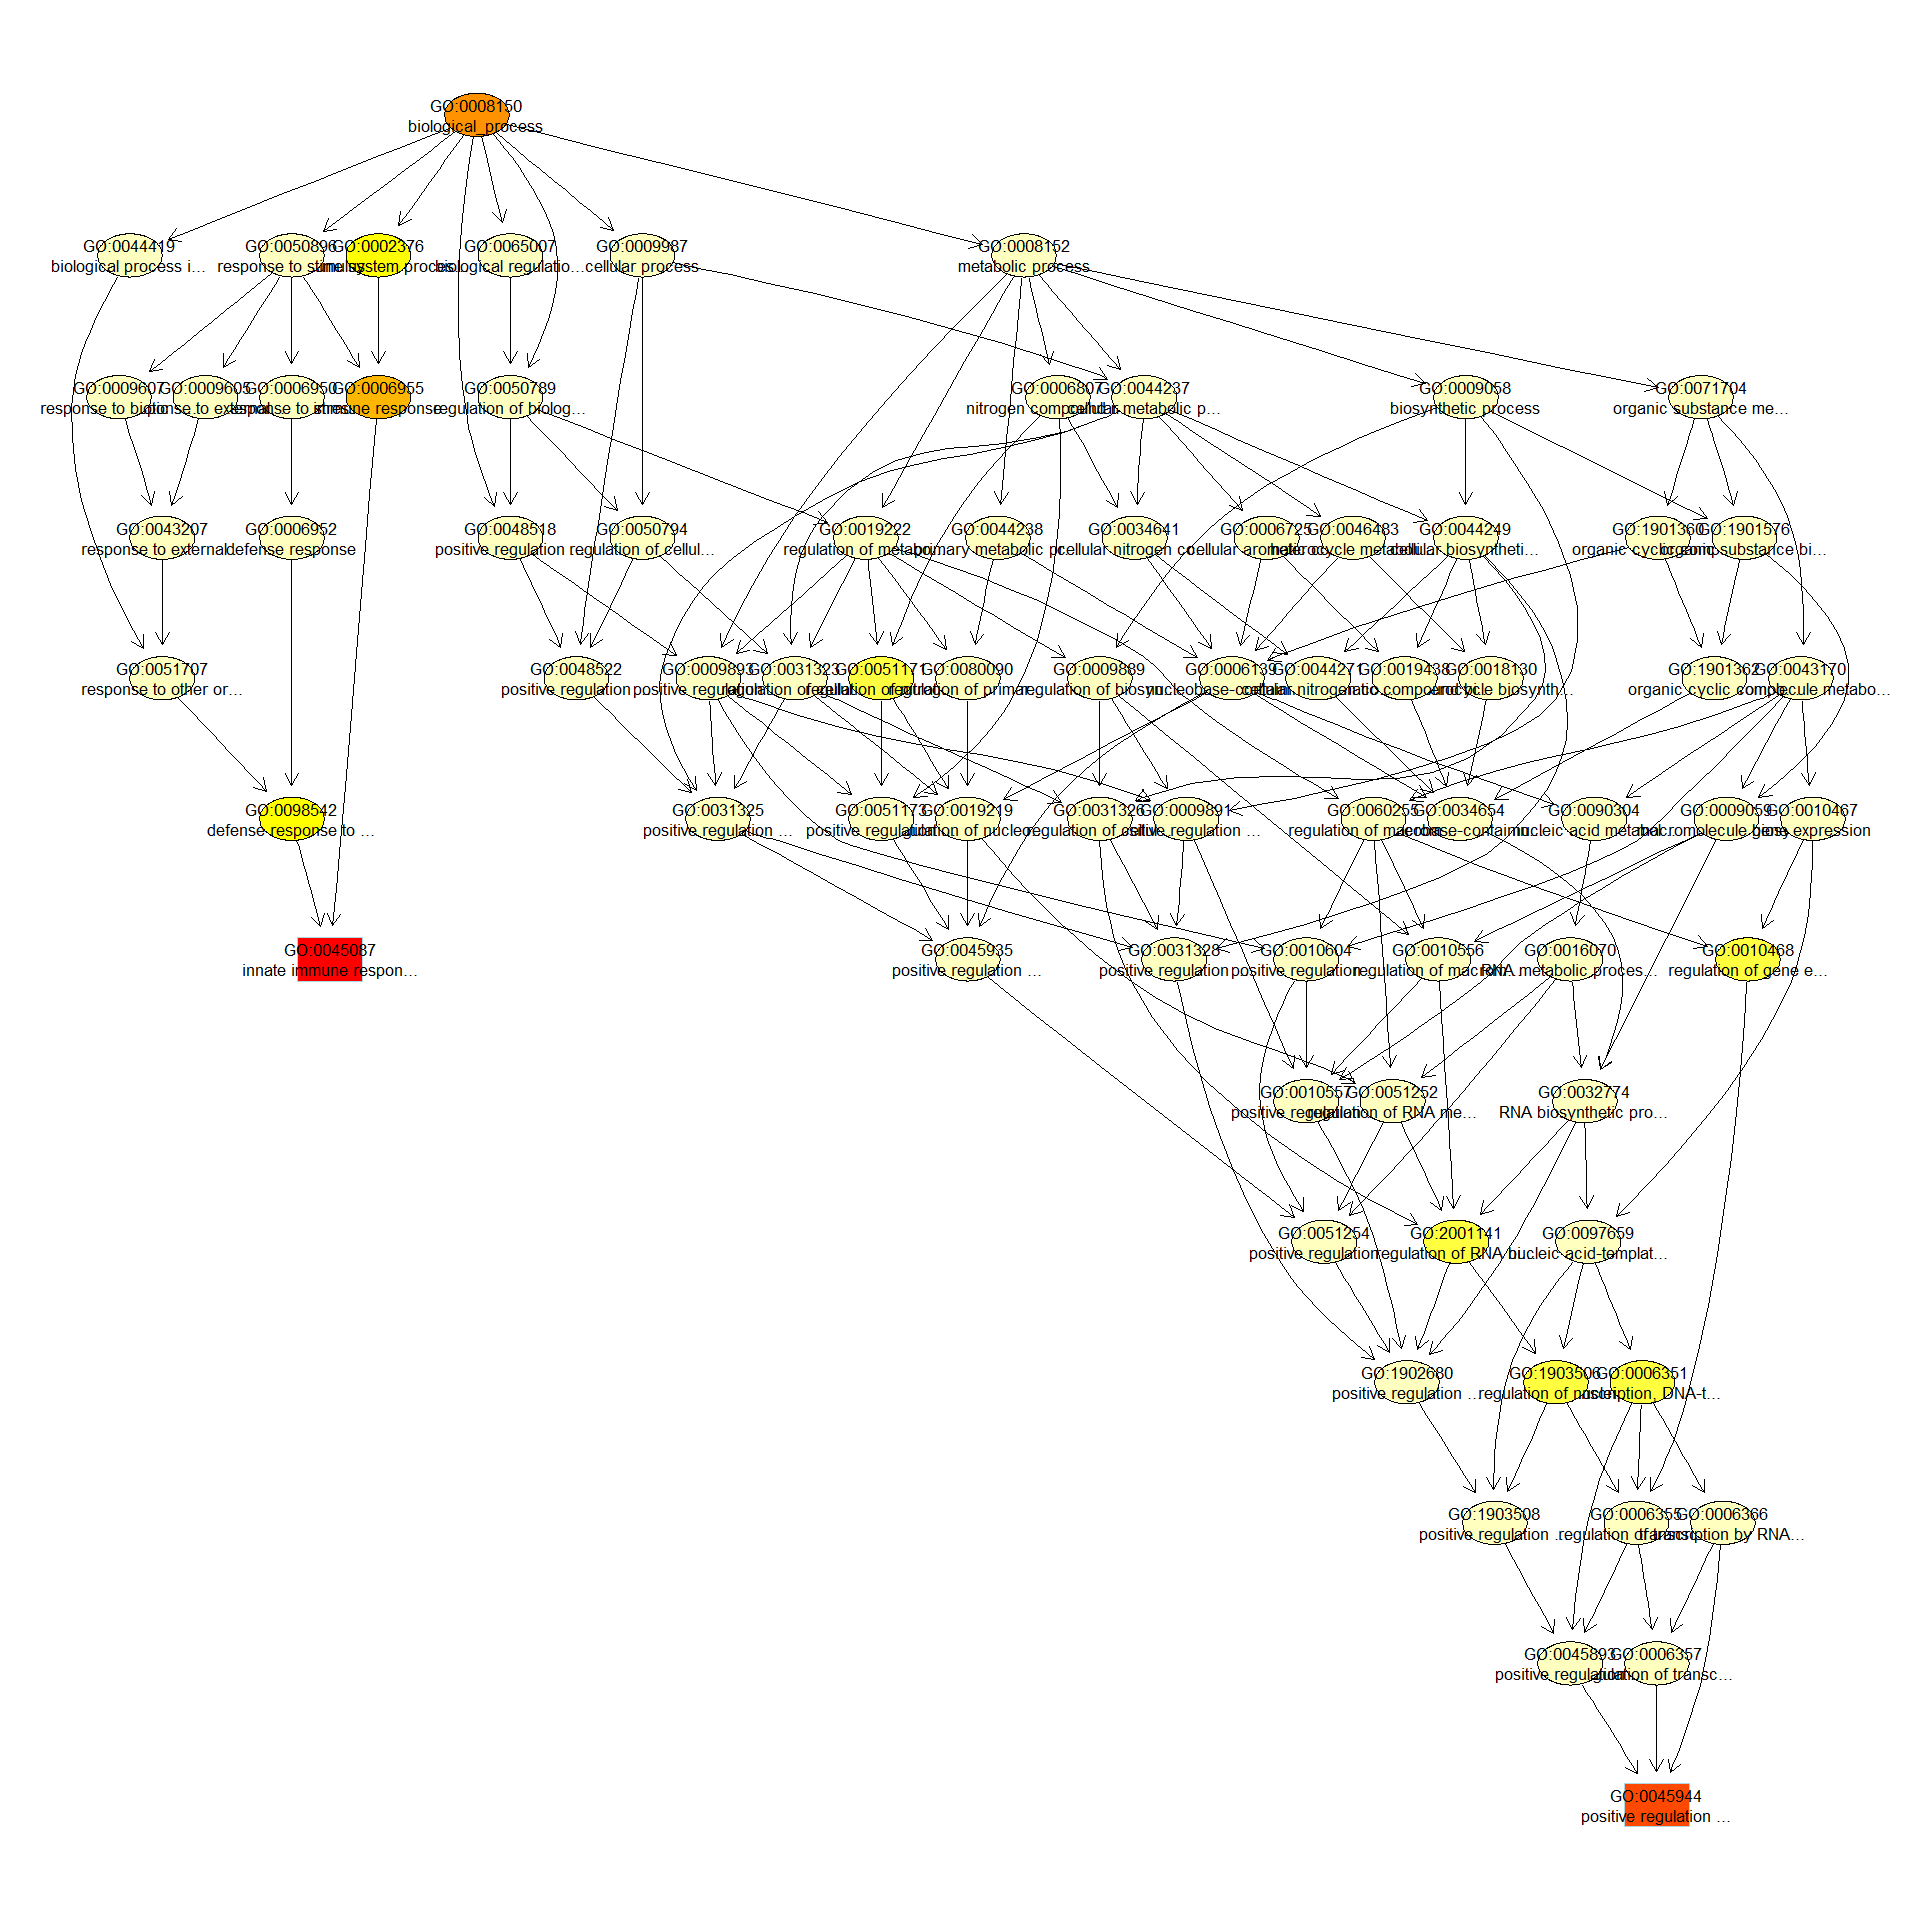 GO:0008150
biological_process
GO:0044419
biological process i…
GO:0050896
response to stimulus
GO:0002376
system proces…
GO:0065007
biological regulatio…
GO:0009987
cellular process
GO:0008152
metabolic process
GO:0009607
response to biotic
GO:0009605
GO:0006950
response to stress
GO:0006955
immune response
GO:0050789
regulation of biolog…
GO:0006807
nitrogen compound
GO:0044237
cellular metabolic p…
GO:0009058
biosynthetic process
GO:0071704
organic substance me…
GO:0043207
response to external
GO:0006952
defense response
GO:0048518
positive regulation
GO:0050794
regulation of cellul…
GO:0019222
regulation of metabo…
GO:0044238
primary metabolic
GO:0034641
cellular nitrogen co…
GO:0006725
cellular aromatic
GO:0046483
heterocycle metaboli…
GO:0044249
cellular biosyntheti…
GO:1901360
organic cyclic comp…
GO:1901576
organic substance bi…
GO:0051707
response to other or…
GO:0048522
positive regulation
GO:0009893
positive regulation
GO:0031323
regulation of cellul…
GO:0051171
regulation of nitrog…
GO:0080090
regulation of primar…
GO:0009889
regulation of biosyn…
GO:0006139
nucleobase-contain…
GO:0044271
cellular nitrogen
GO:0019438
compound
GO:0018130
biosynth…
GO:1901362
organic cyclic comp…
GO:0043170
metabo…
GO:0098542
defense response to …
GO:0031325
positive regulation …
GO:0051173
positive regulation
GO:0019219
regulation of nucleo…
GO:0031326
regulation of cellul…
GO:0009891
positive regulation …
GO:0060255
regulation of macro…
GO:0034654
GO:0090304
nucleic acid metabol…
GO:0009059
macromolecule biosy…
GO:0010467
gene expression
GO:0045087
innate immune respon…
GO:0045935
positive regulation …
GO:0031328
positive regulation …
GO:0010604
positive regulation
GO:0010556
regulation of macrom…
GO:0016070
RNA metabolic proces…
GO:0010468
regulation of gene e…
GO:0010557
positive regulation
GO:0051252
regulation of RNA me…
GO:0032774
RNA biosynthetic pro…
GO:0051254
positive regulation
GO:2001141
regulation of RNA bi…
GO:0097659
nucleic acid-templat…
GO:1902680
positive regulation …
GO:1903506
regulation of
GO:0006351
DNA-t…
GO:1903508
positive regulation …
GO:0006355
regulation of transc…
GO:0006366
transcription by RNA…
GO:0045893
positive regulation
GO:0006357
regulation of transc…
GO:0045944
positive regulation …